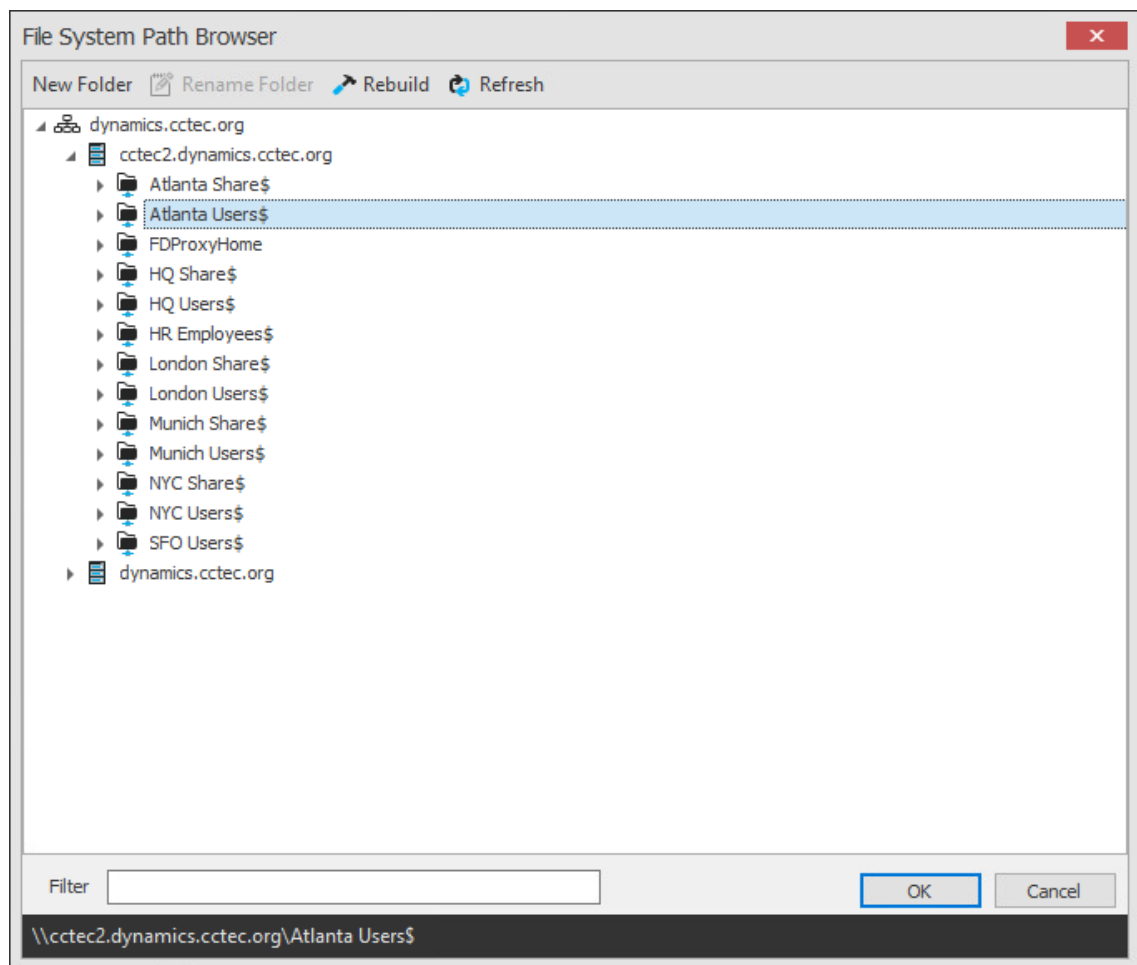 File System Path Browser
New Folder Rename Folder Rebuild Refresh
dynamics.cctec.org
cctec2.dynamics.cctec.org
Atlanta Share$
Atlanta Users$
FDProxyHome
HQ Share$
HQ Users$
HR Employees$
London Share$
London Users$
Munich Share$
Munich Users$
NYC Share$
NYC Users$
SFO Users$
dynamics.cctec.org
Filter OK Cancel
\\cctec2.dynamics.cctec.org\Atlanta Users$